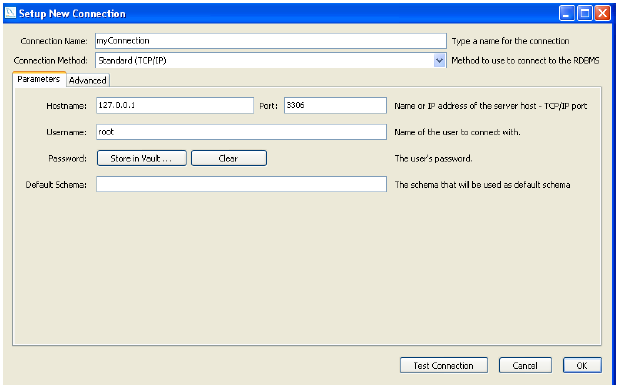 Setup New Connection
Connection Name: myConnection Type a name for the connection
Connection Method: Standard (TCP/IP) Method to use to connect to the RDBMS
Parameters Advanced
Hostname: 127.0.0.1 Port: 3306 Name or IP address of the server host - TCP/IP port
Username: root Name of the user to connect with.
Password: Store in Vault ... Clear The user's password.
Default Schema: The schema that will be used as default schema
Test Connection Cancel OK